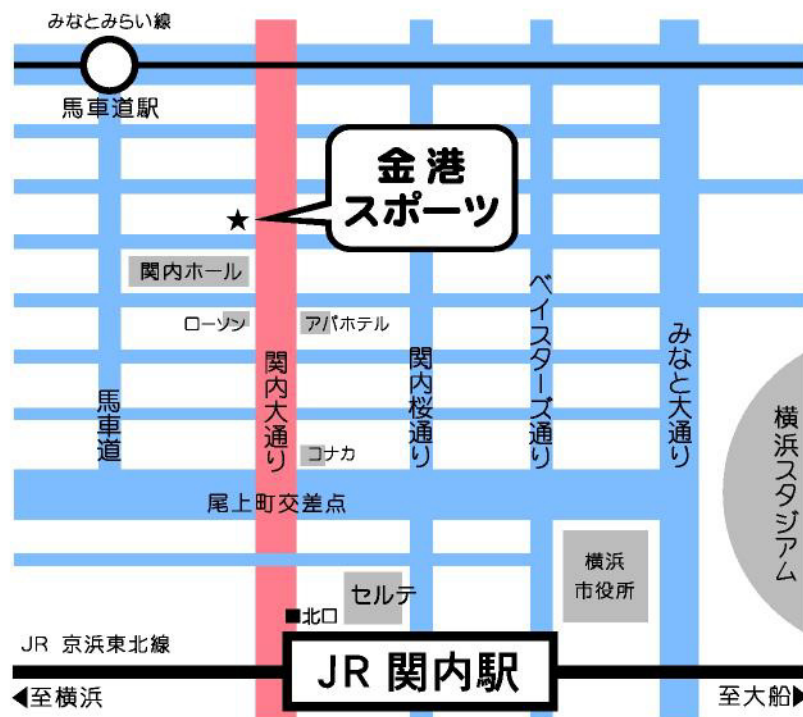 みなとみらい線
馬車道駅
金港
スポーツ
★
関内ホール
ローソン
アパホテル
馬車道
関内大通り
関内桜通り
ベイスターズ通り
みなと大通り
横浜スタジアム
コナカ
尾上町交差点
横浜
市役所
セルテ
■北口
JR 京浜東北線
JR 関内駅
◀至横浜
至大船▶